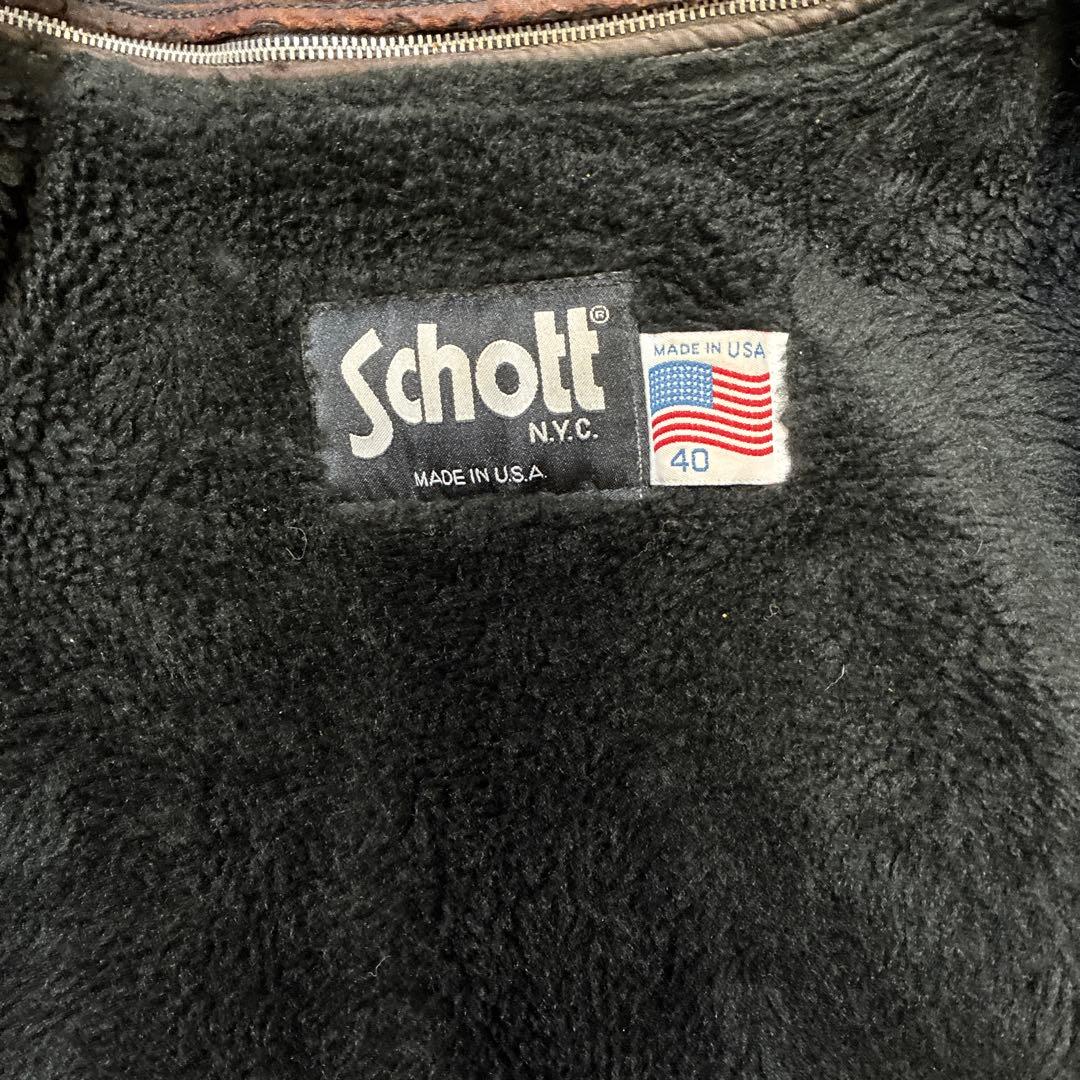 Schott®
N.Y.C.
MADE IN U.S.A.
MADE IN USA
40